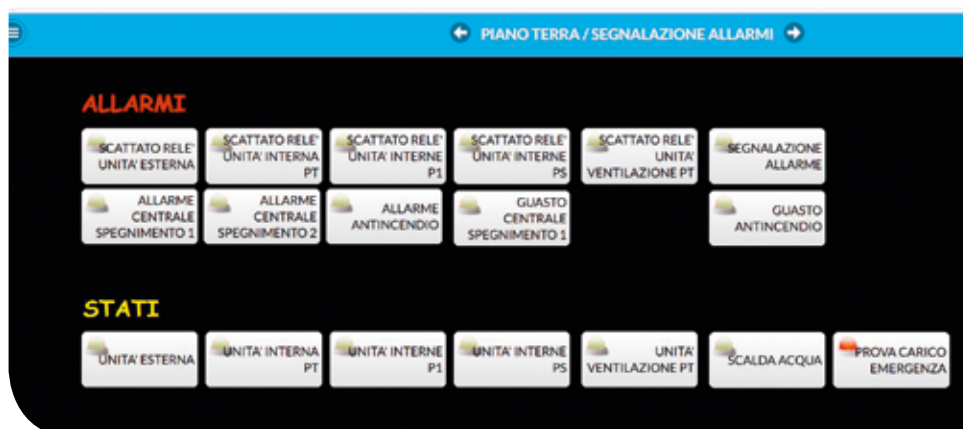 PIANO TERRA / SEGNALAZIONE ALLARMI
ALLARMI
SCATTATO RELE'
UNITA' ESTERNA
SCATTATO RELE'
UNITA' INTERNA
PT
SCATTATO RELE'
UNITA' INTERNE
P1
SCATTATO RELE'
UNITA' INTERNE
PS
SCATTATO RELE'
UNITA'
VENTILAZIONE PT
SEGNALAZIONE
ALLARME
ALLARME
CENTRALE
SPEGNIMENTO 1
ALLARME
CENTRALE
SPEGNIMENTO 2
ALLARME
ANTINCENDIO
GUASTO
CENTRALE
SPEGNIMENTO 1
GUASTO
ANTINCENDIO
STATI
UNITA' ESTERNA
UNITA' INTERNA
PT
UNITA' INTERNE
P1
UNITA' INTERNE
PS
UNITA'
VENTILAZIONE PT
SCALDA ACQUA
PROVA CARICO
EMERGENZA